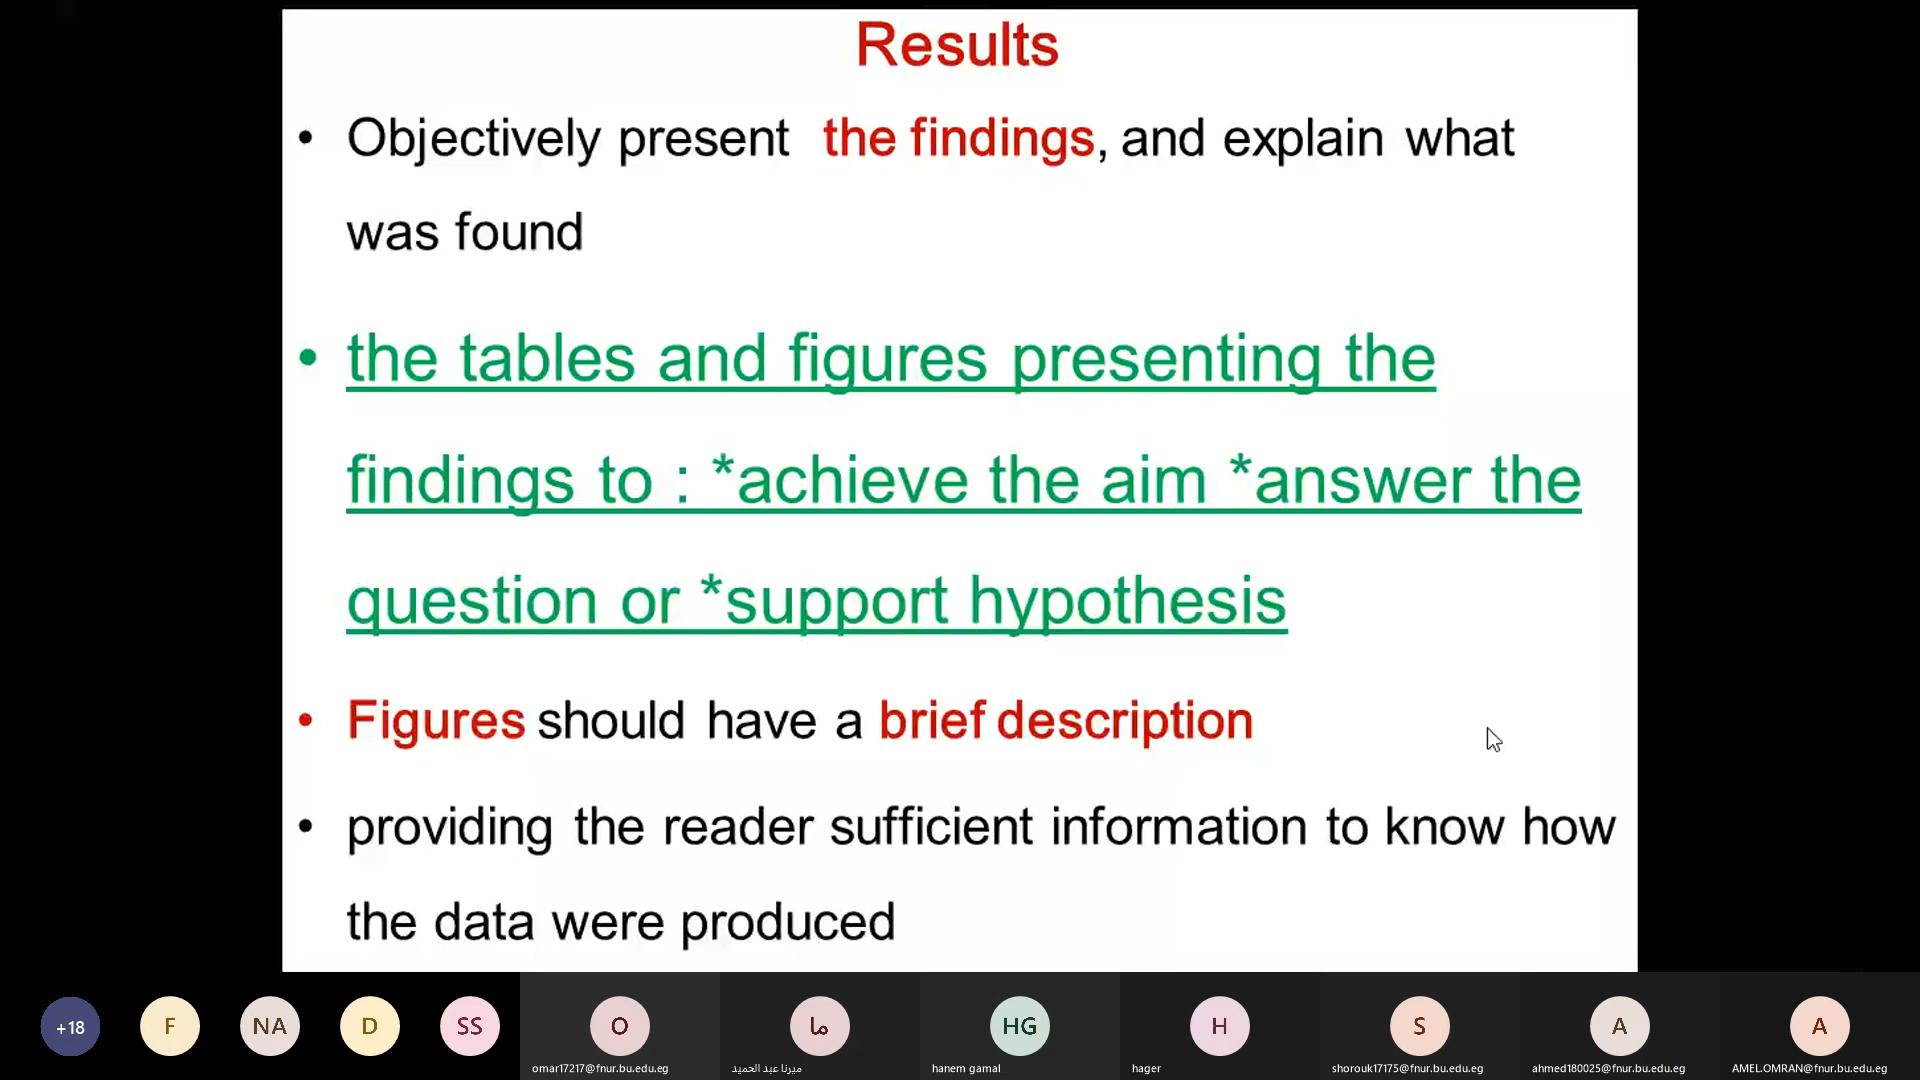 Results
• Objectively present the findings, and explain what
was found
• the tables and figures presenting the
findings to : *achieve the aim *answer the
question or *support hypothesis
• Figures should have a brief description
• providing the reader sufficient information to know how
the data were produced
+18 F NA D SS O ما HG H S A A
omar17217@fnur.bu.edu.eg ميرنا عبد الحميد hanem gamal hager shorouk17175@fnur.bu.edu.eg ahmed180025@fnur.bu.edu.eg AMEL.OMRAN@fnur.bu.edu.eg